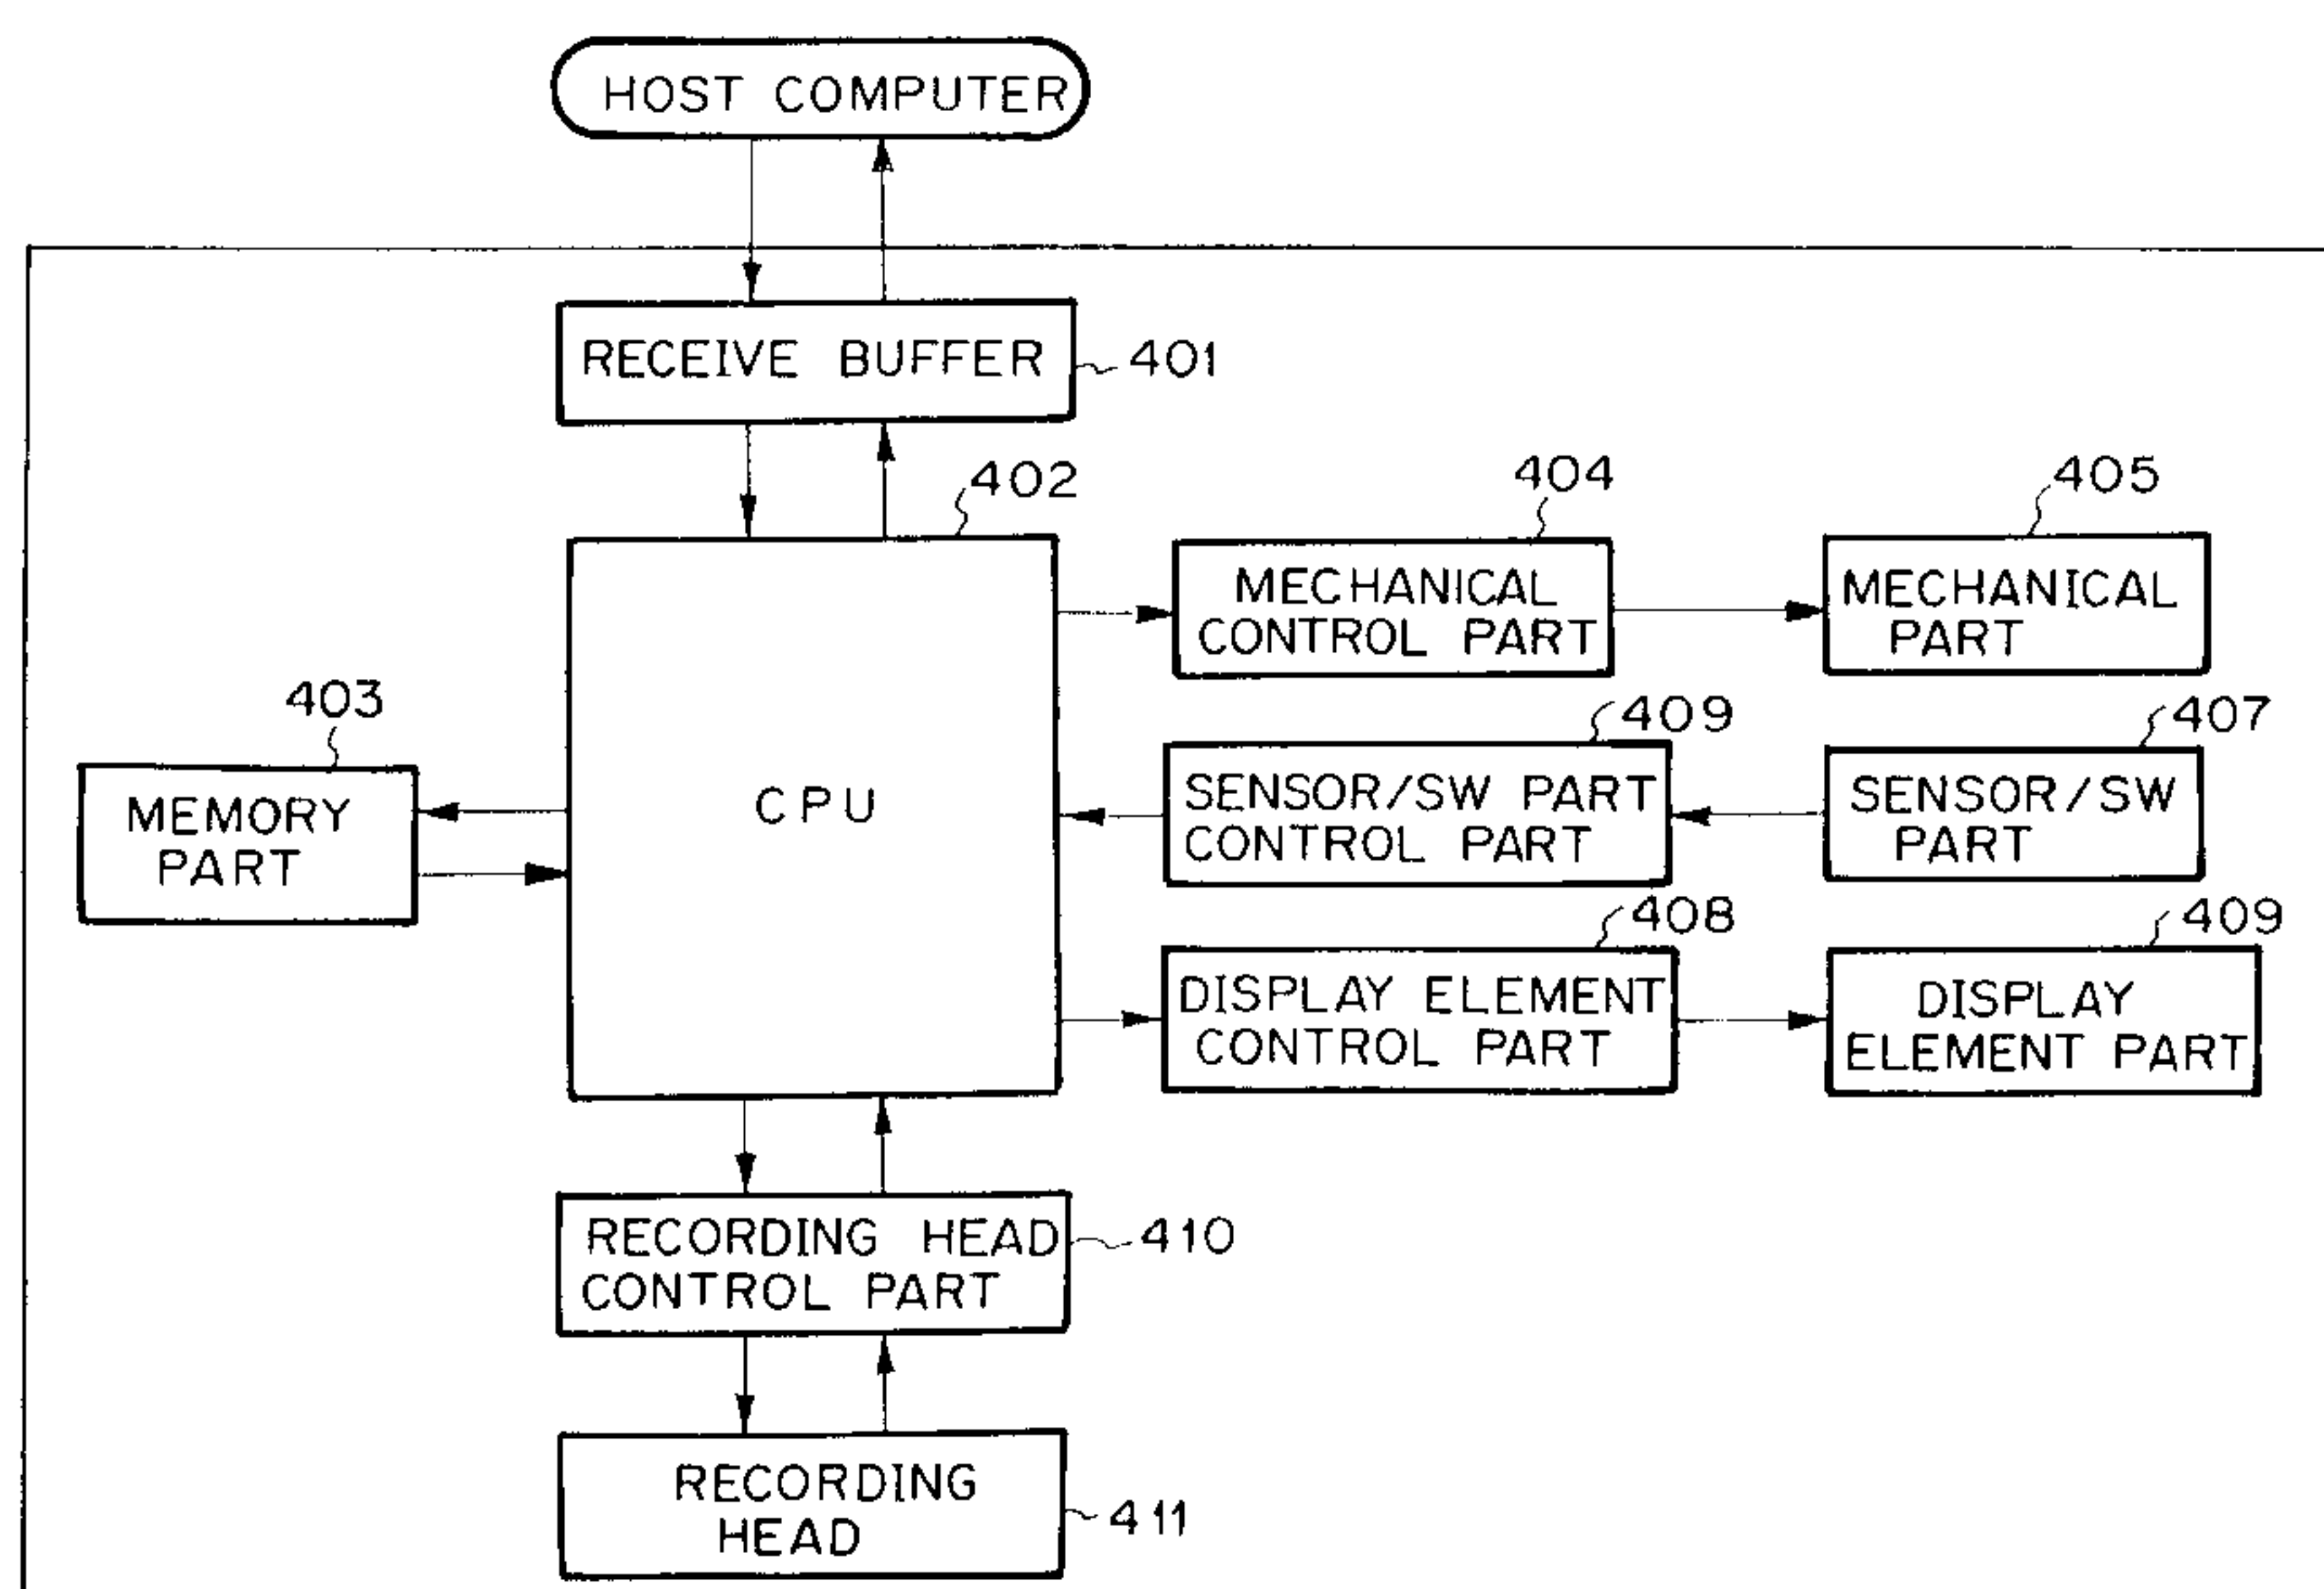 HOST COMPUTER
RECEIVE BUFFER
401
402
404
405
MECHANICAL
CONTROL PART
MECHANICAL
PART
403
409
407
MEMORY
PART
CPU
SENSOR/SW PART
CONTROL PART
SENSOR/SW
PART
408
409
DISPLAY ELEMENT
CONTROL PART
DISPLAY
ELEMENT PART
RECORDING HEAD
CONTROL PART
410
RECORDING
HEAD
411